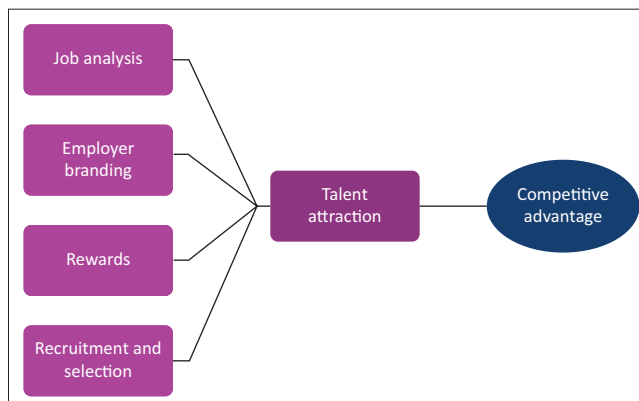 Job analysis
Employer
branding
Rewards
Recruitment and
selection
Talent
attraction
Competitive
advantage